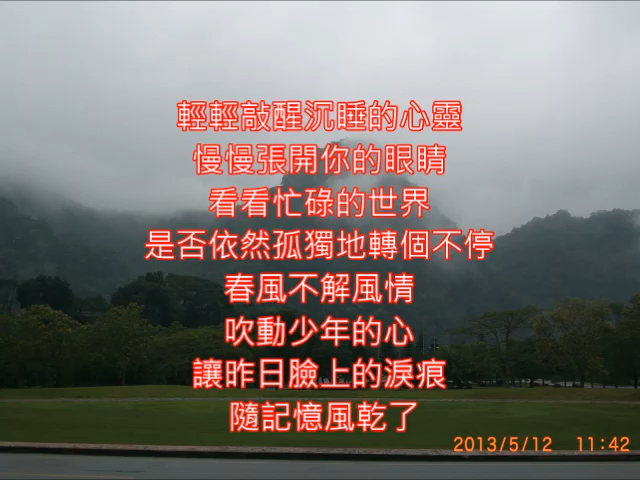 輕輕敲醒沉睡的心靈
慢慢張開你的眼睛
看看忙碌的世界
是否依然孤獨地轉個不停
春風不解風情
吹動少年的心
讓昨日臉上的淚痕
隨記憶風乾了
2013/5/12 11:42